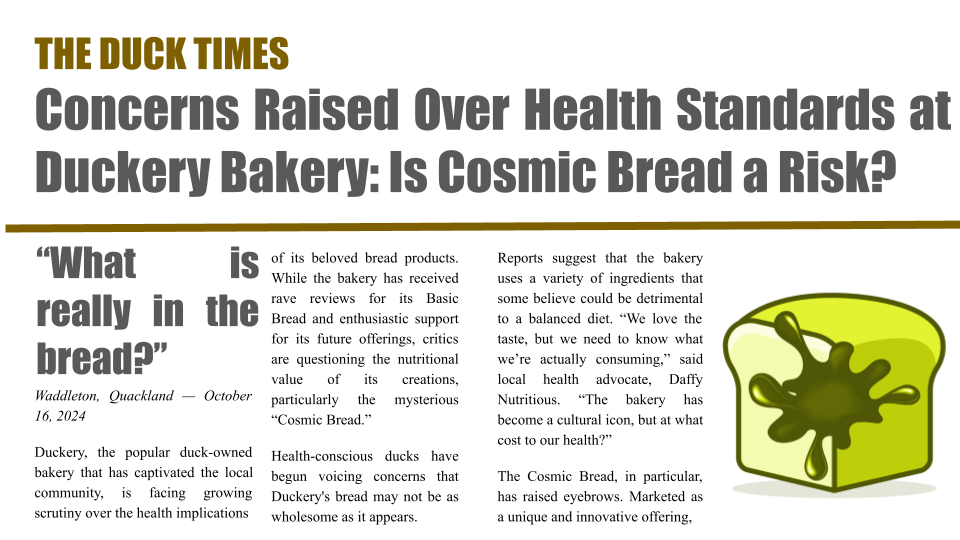 THE DUCK TIMES
Concerns Raised Over Health Standards at
Duckery Bakery: Is Cosmic Bread a Risk?
“What is
really in the
bread?”
Waddleton, Quackland — October
16, 2024
Duckery, the popular duck-owned
bakery that has captivated the local
community, is facing growing
scrutiny over the health implications
of its beloved bread products.
While the bakery has received
rave reviews for its Basic
Bread and enthusiastic support
for its future offerings, critics
are questioning the nutritional
value of its creations,
particularly the mysterious
“Cosmic Bread.”
Health-conscious ducks have
begun voicing concerns that
Duckery's bread may not be as
wholesome as it appears.
Reports suggest that the bakery
uses a variety of ingredients that
some believe could be detrimental
to a balanced diet. “We love the
taste, but we need to know what
we’re actually consuming,” said
local health advocate, Daffy
Nutritious. “The bakery has
become a cultural icon, but at what
cost to our health?”
The Cosmic Bread, in particular,
has raised eyebrows. Marketed as
a unique and innovative offering,